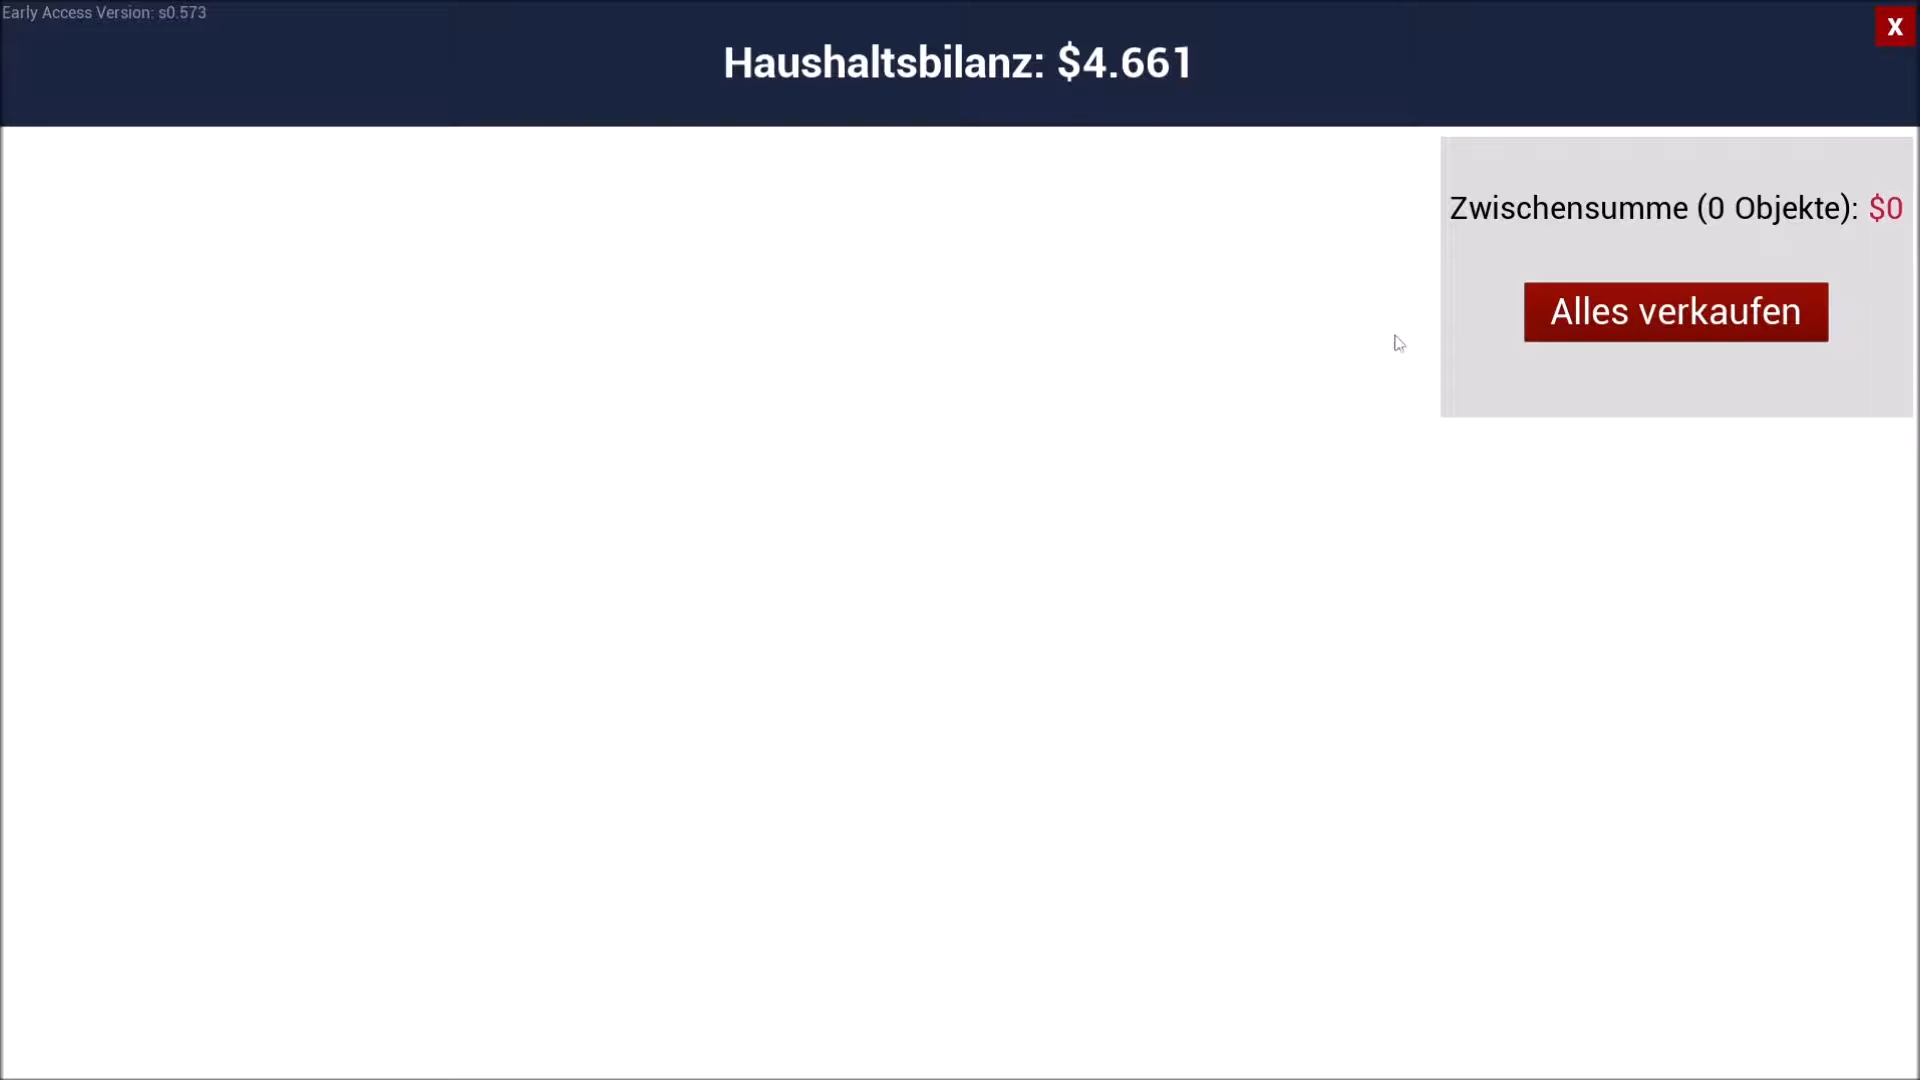 Early Access Version: s0.573
X
Haushaltsbilanz: $4.661
Zwischensumme (0 Objekte): $0
Alles verkaufen